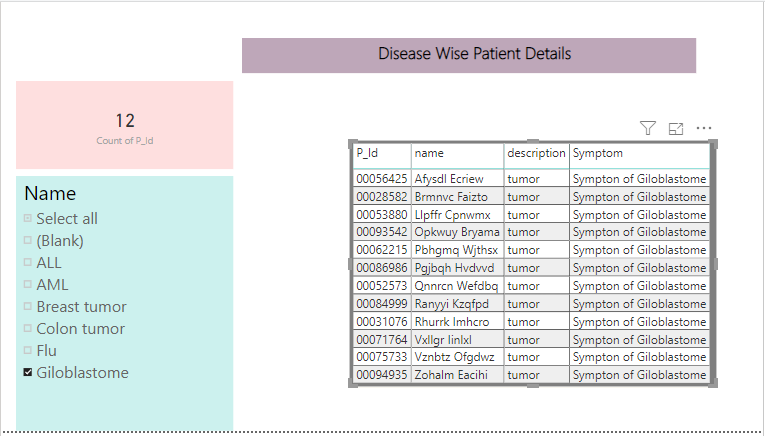 Disease Wise Patient Details
12
Count of P_Id
Name
Select all
(Blank)
ALL
AML
Breast tumor
Colon tumor
Flu
Giloblastome
P_Id name description Symptom
00056425 Afysdl Ecriew tumor Sympton of Giloblastome
00028582 Brmnvc Faizto tumor Sympton of Giloblastome
00053880 Llpffr Cpnwmx tumor Sympton of Giloblastome
00093542 Opkwuy Bryama tumor Sympton of Giloblastome
00062215 Pbhgmq Wjthsx tumor Sympton of Giloblastome
00086986 Pgjbqh Hvdvvd tumor Sympton of Giloblastome
00052573 Qnnrcn Wefdbq tumor Sympton of Giloblastome
00084999 Ranyyi Kzqfpd tumor Sympton of Giloblastome
00031076 Rhurrk Imhcro tumor Sympton of Giloblastome
00071764 Vxllgr Iinlxl tumor Sympton of Giloblastome
00075733 Vznbtz Ofgdwz tumor Sympton of Giloblastome
00094935 Zohalm Eacihi tumor Sympton of Giloblastome